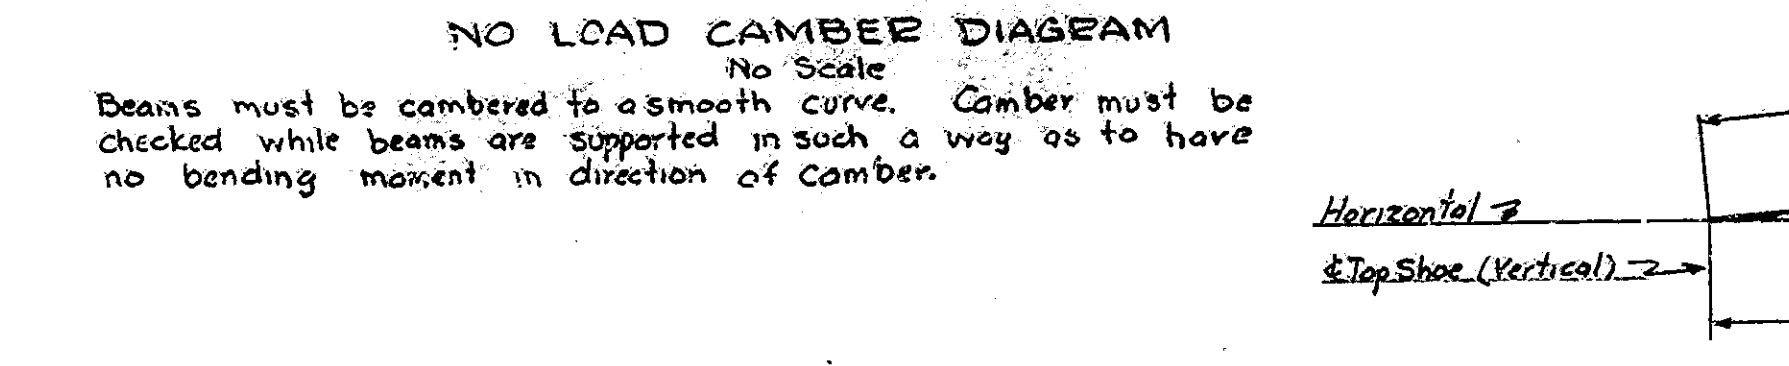 NO LOAD CAMBER DIAGRAM
No Scale
Beams must be cambered to a smooth curve. Camber must be
checked while beams are supported in such a way as to have
no bending moment in direction of camber.
Horizontal
℄ Top Shoe (Vertical)